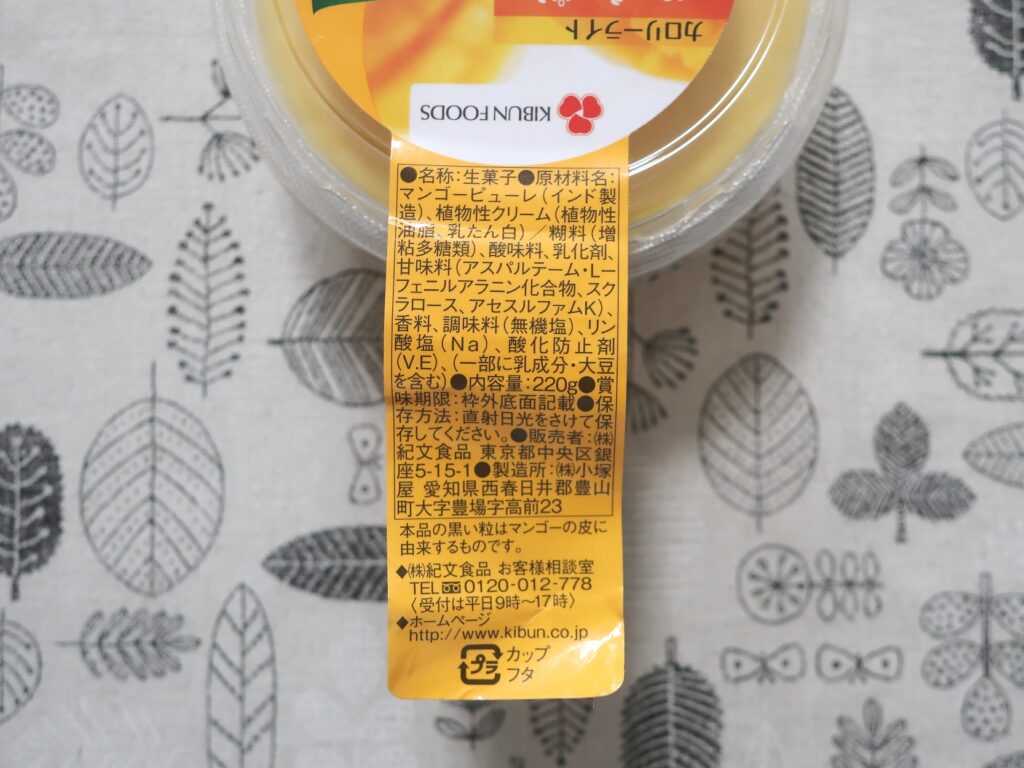 カロリーライト
KIBUN FOODS
●名称:生菓子●原材料名:
マンゴーピューレ(インド製
造)、植物性クリーム(植物性
油脂、乳たん白)/糊料(増
粘多糖類)、酸味料、乳化剤、
甘味料(アスパルテーム・L-
フェニルアラニン化合物、スク
ラロース、アセスルファムK)、
香料、調味料(無機塩)、リン
酸塩(Na)、酸化防止剤
(V.E)、(一部に乳成分・大豆
を含む)●内容量:220g●賞
味期限:枠外底面記載●保
存方法:直射日光をさけて保
存してください。●販売者:㈱
紀文食品 東京都中央区銀
座5-15-1●製造所:㈱小塚
屋 愛知県西春日井郡豊山
町大字豊場字高前23
本品の黒い粒はマンゴーの皮に
由来するものです。
◆㈱紀文食品 お客様相談室
TEL 0120-012-778
〈受付は平日9時~17時〉
◆ホームページ
http://www.kibun.co.jp
プラ カップ
フタ